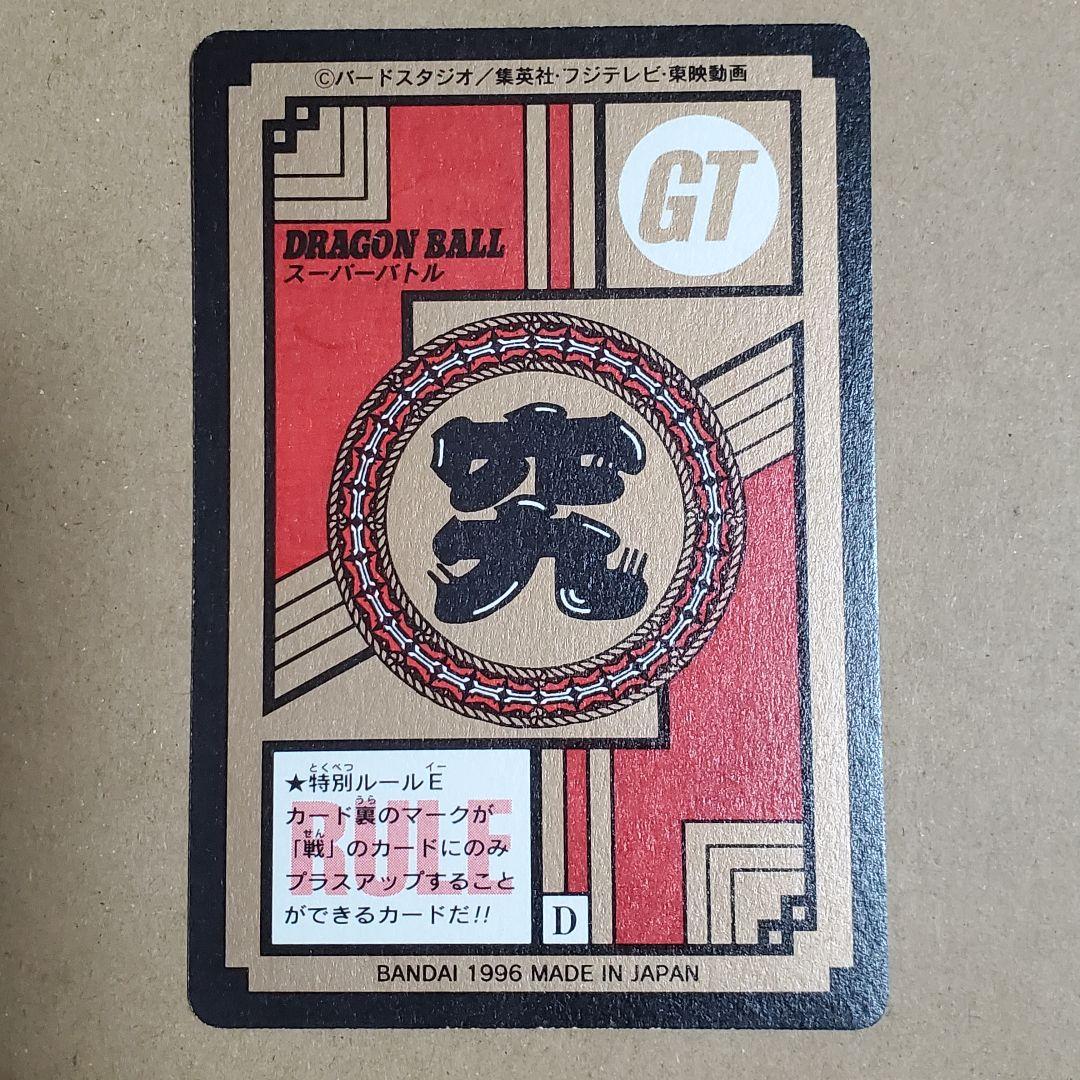 ©バードスタジオ/集英社・フジテレビ・東映動画
GT
DRAGON BALL
スーパーバトル
究
とくべつ イー
★特別ルールE
うら
カード裏のマークが
せん
「戦」のカードにのみ
プラスアップすること
ができるカードだ!!
RULE
D
BANDAI 1996 MADE IN JAPAN